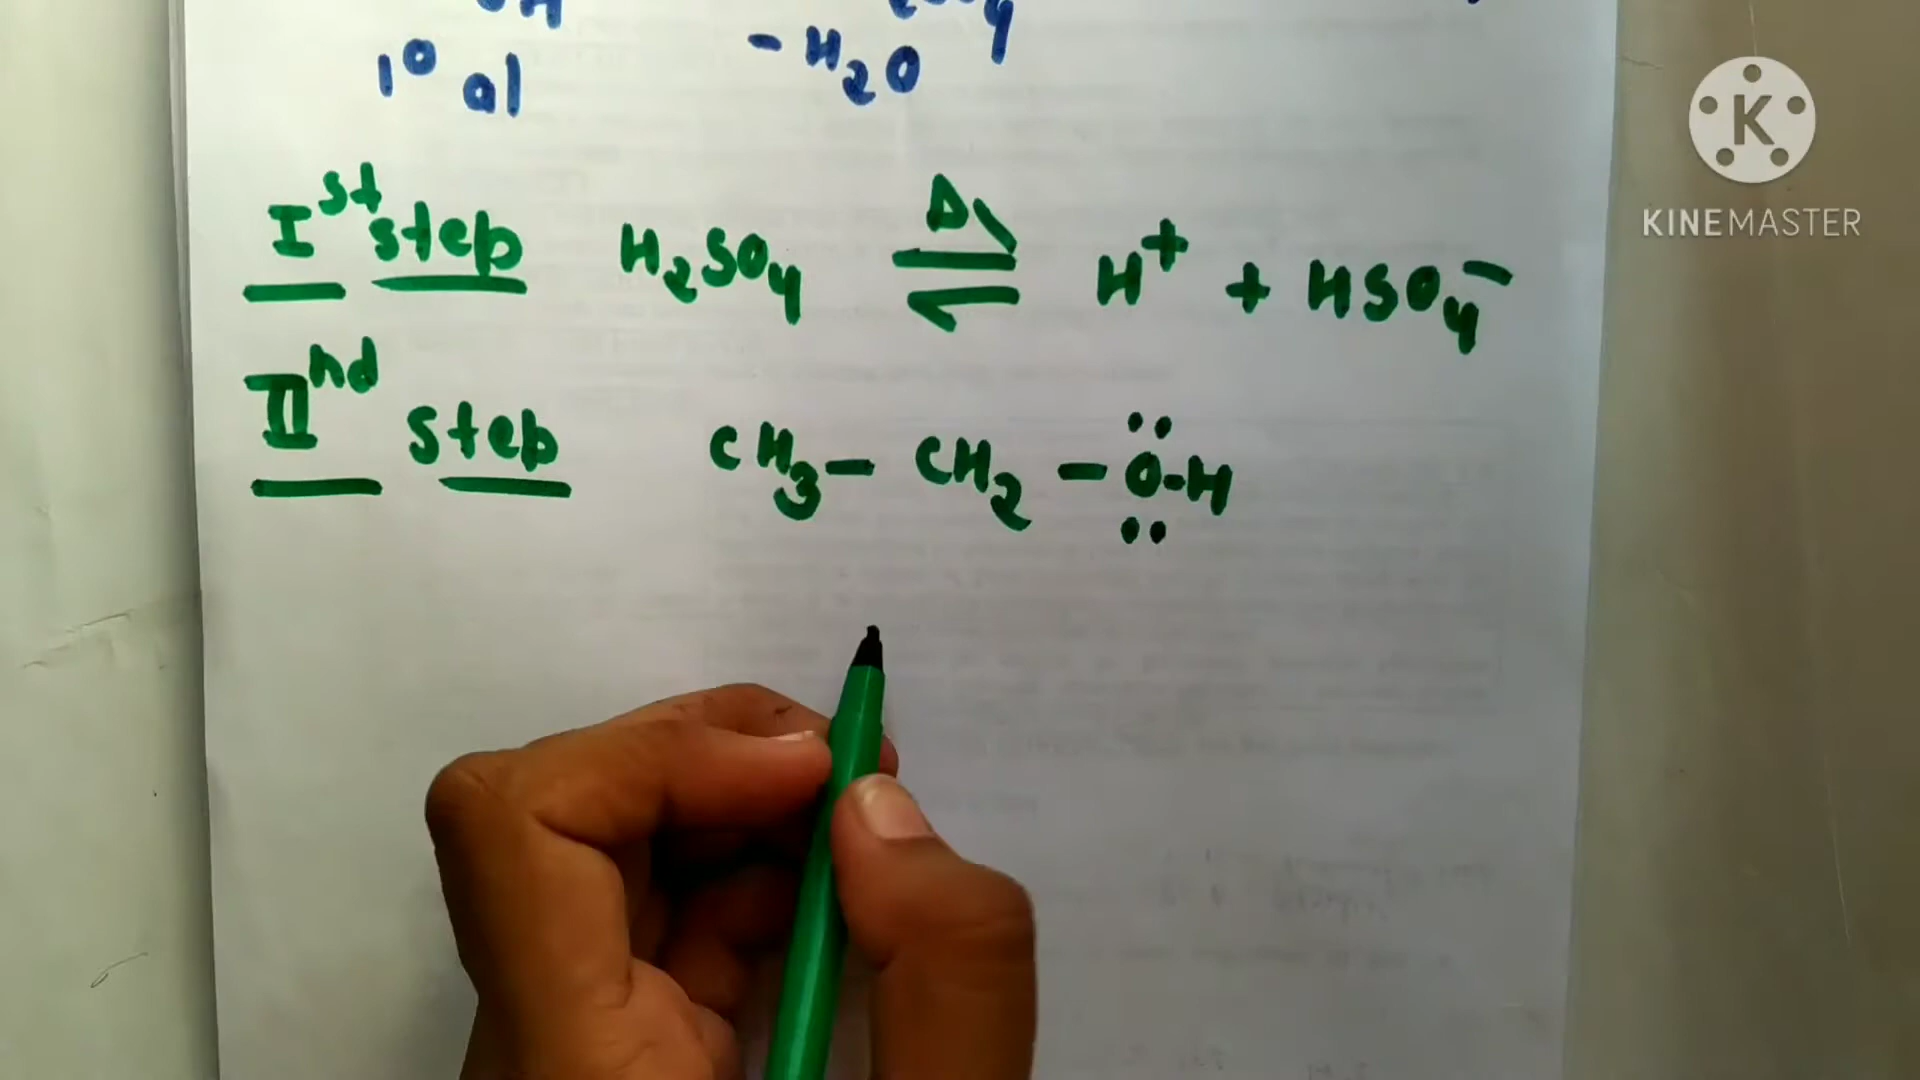 1° al
- H2O
K
KINEMASTER
Ist step H2SO4 Δ ⇌ H+ + HSO4-
IInd step CH3 - CH2 - O-H